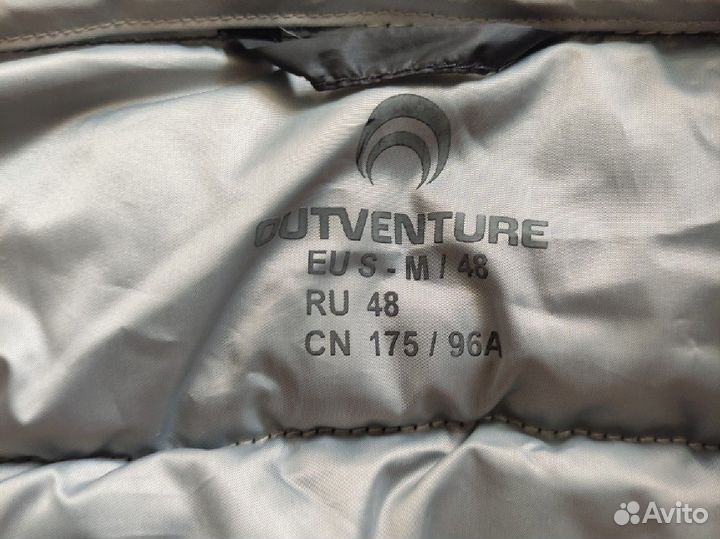 OUTVENTURE
EU S - M / 48
RU 48
CN 175 / 96A
Avito